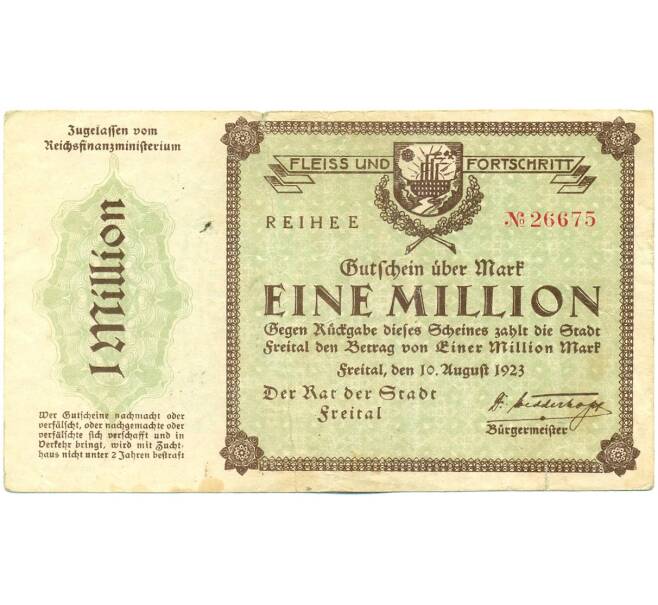 Zugelassen vom
Reichsfinanzministerium
1 Million
Wer Gutscheine nachmacht oder
verfälscht, oder nachgemachte oder
verfälschte sich verschafft und in
Verkehr bringt, wird mit Zucht-
haus nicht unter 2 Jahren bestraft
FLEISS UND FORTSCHRITT
REIHE E № 26675
Gutschein über Mark
EINE MILLION
Gegen Rückgabe dieses Scheines zahlt die Stadt
Freital den Betrag von Einer Million Mark
Freital, den 10. August 1923
Der Rat der Stadt
Freital
Bürgermeister